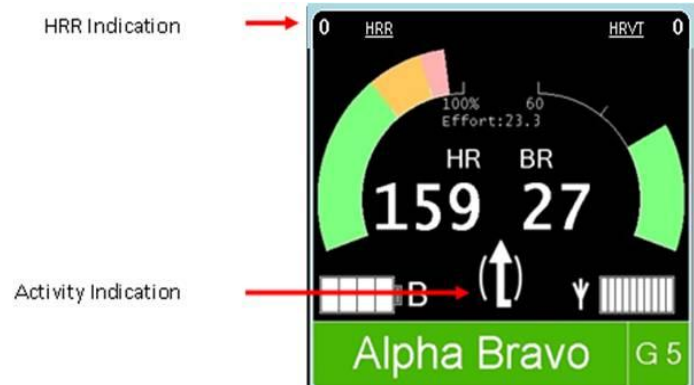 HRR Indication
0 HRR HRVT 0
100% 60
Effort:23.3
HR BR
159 27
Activity Indication
B
Alpha Bravo G 5